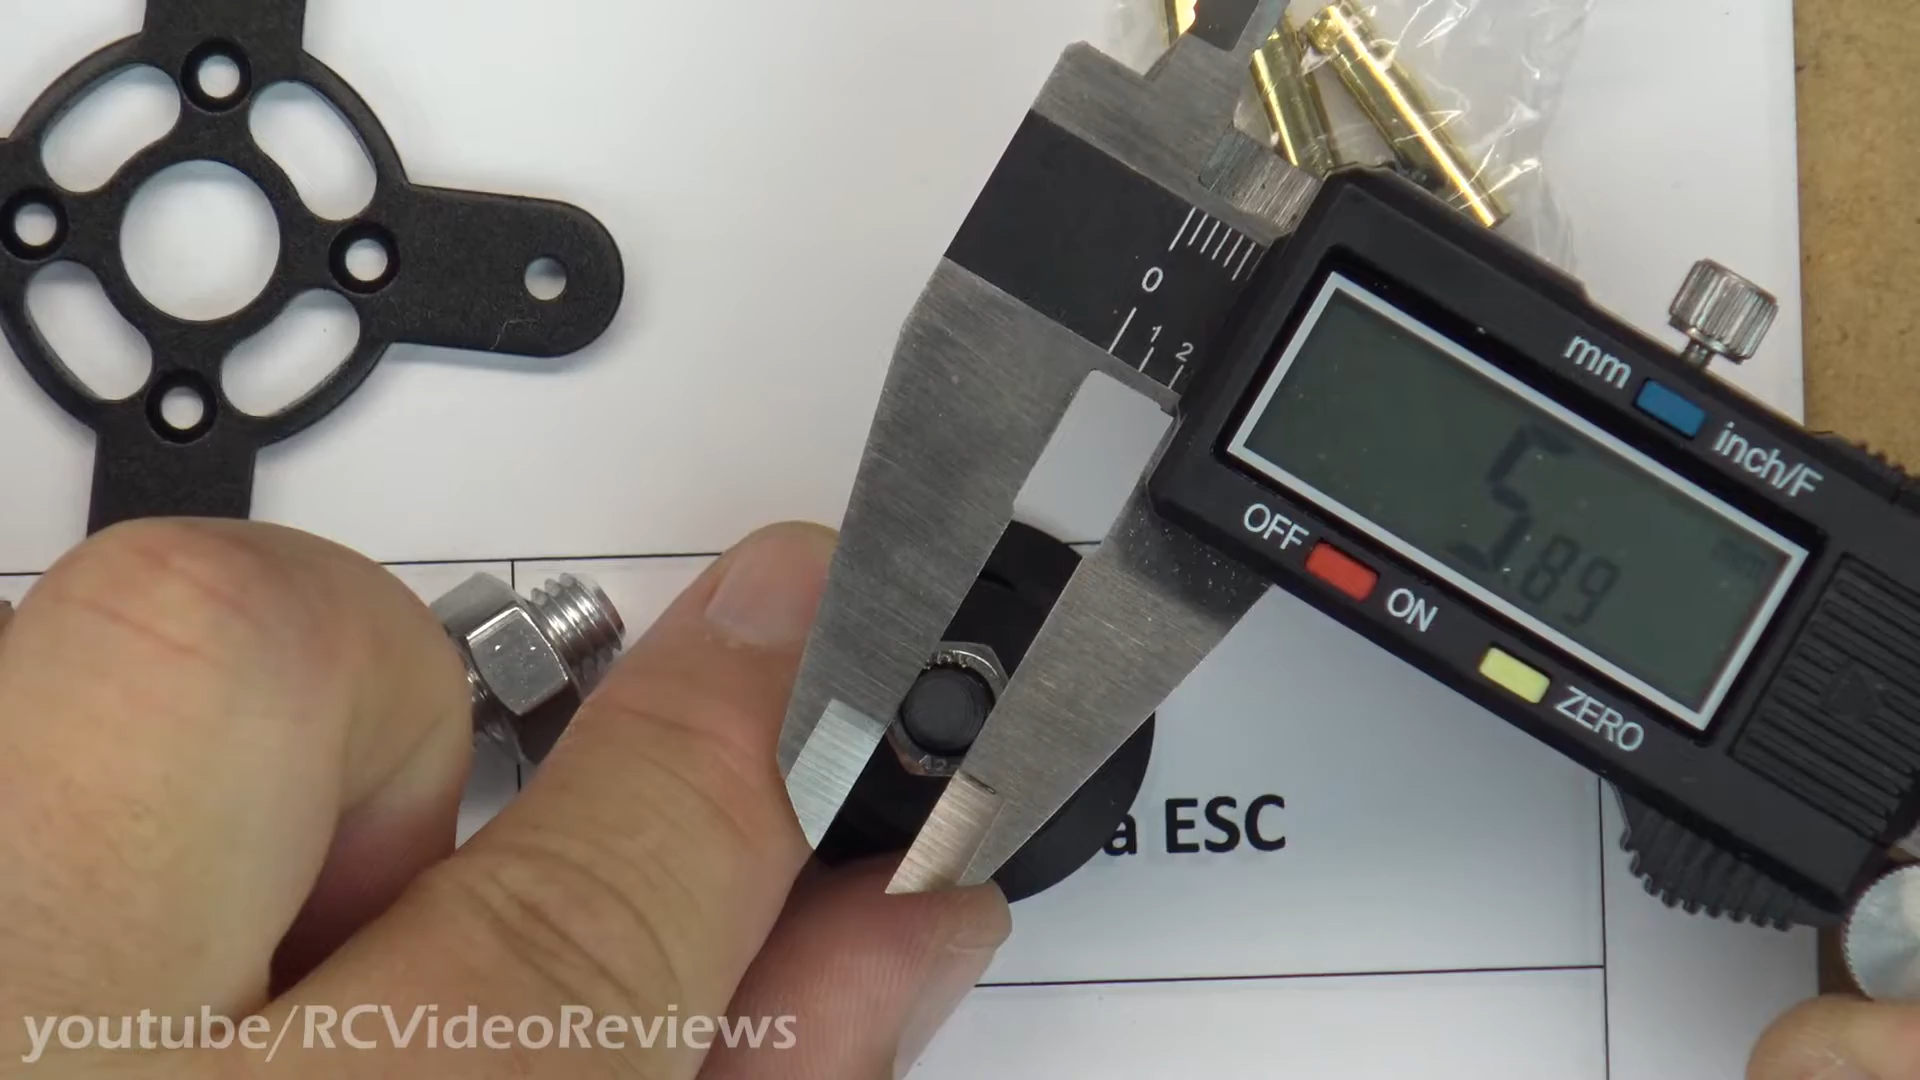 0
1 2
mm
inch/F
OFF
ON
ZERO
5.89
a ESC
youtube/RCVideoReviews